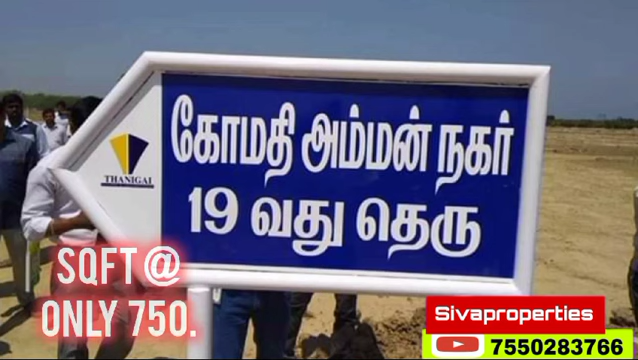 கோமதி அம்மன் நகர்
19 வது தெரு
THANIGAI
SQFT @
ONLY 750.
Sivaproperties
7550283766